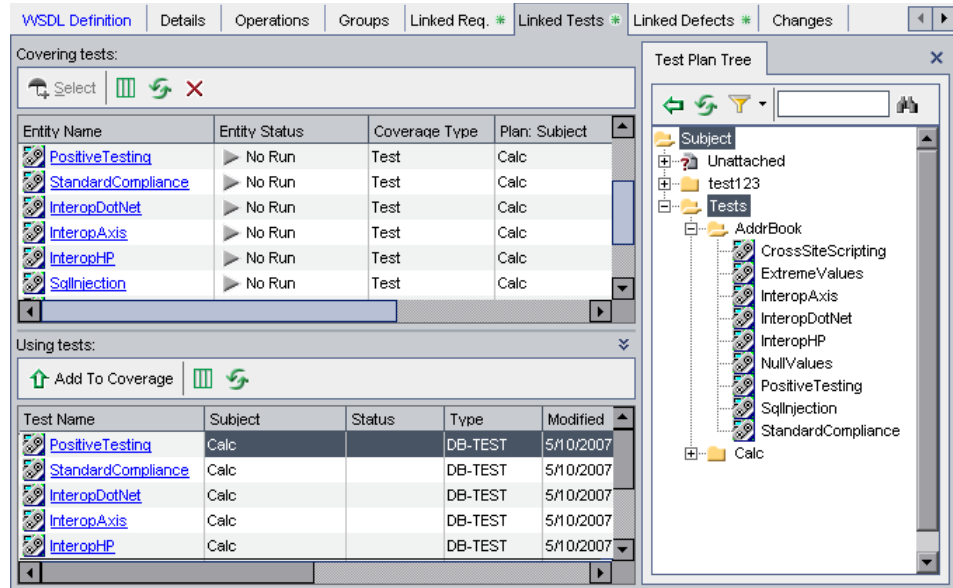 WSDL Definition Details Operations Groups Linked Req. * Linked Tests * Linked Defects * Changes
Covering tests:
Select
Entity Name Entity Status Coverage Type Plan: Subject
PositiveTesting No Run Test Calc
StandardCompliance No Run Test Calc
InteropDotNet No Run Test Calc
InteropAxis No Run Test Calc
InteropHP No Run Test Calc
SqlInjection No Run Test Calc
Using tests:
Add To Coverage
Test Name Subject Status Type Modified
PositiveTesting Calc DB-TEST 5/10/2007
StandardCompliance Calc DB-TEST 5/10/2007
InteropDotNet Calc DB-TEST 5/10/2007
InteropAxis Calc DB-TEST 5/10/2007
InteropHP Calc DB-TEST 5/10/2007
Test Plan Tree
Subject
Unattached
test123
Tests
AddrBook
CrossSiteScripting
ExtremeValues
InteropAxis
InteropDotNet
InteropHP
NullValues
PositiveTesting
SqlInjection
StandardCompliance
Calc